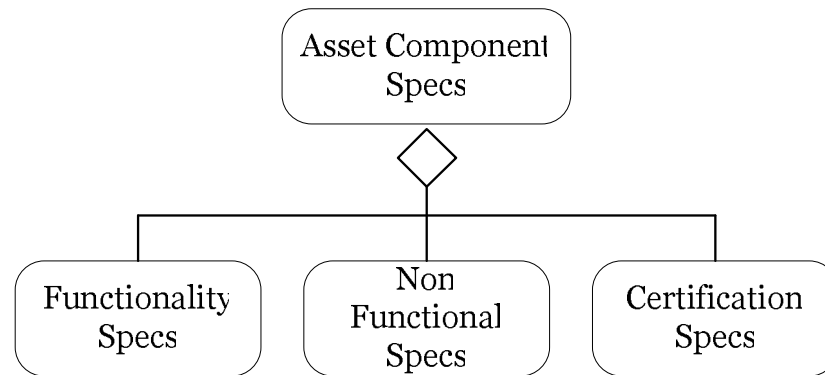 Asset Component
Specs
Functionality
Specs
Non
Functional
Specs
Certification
Specs